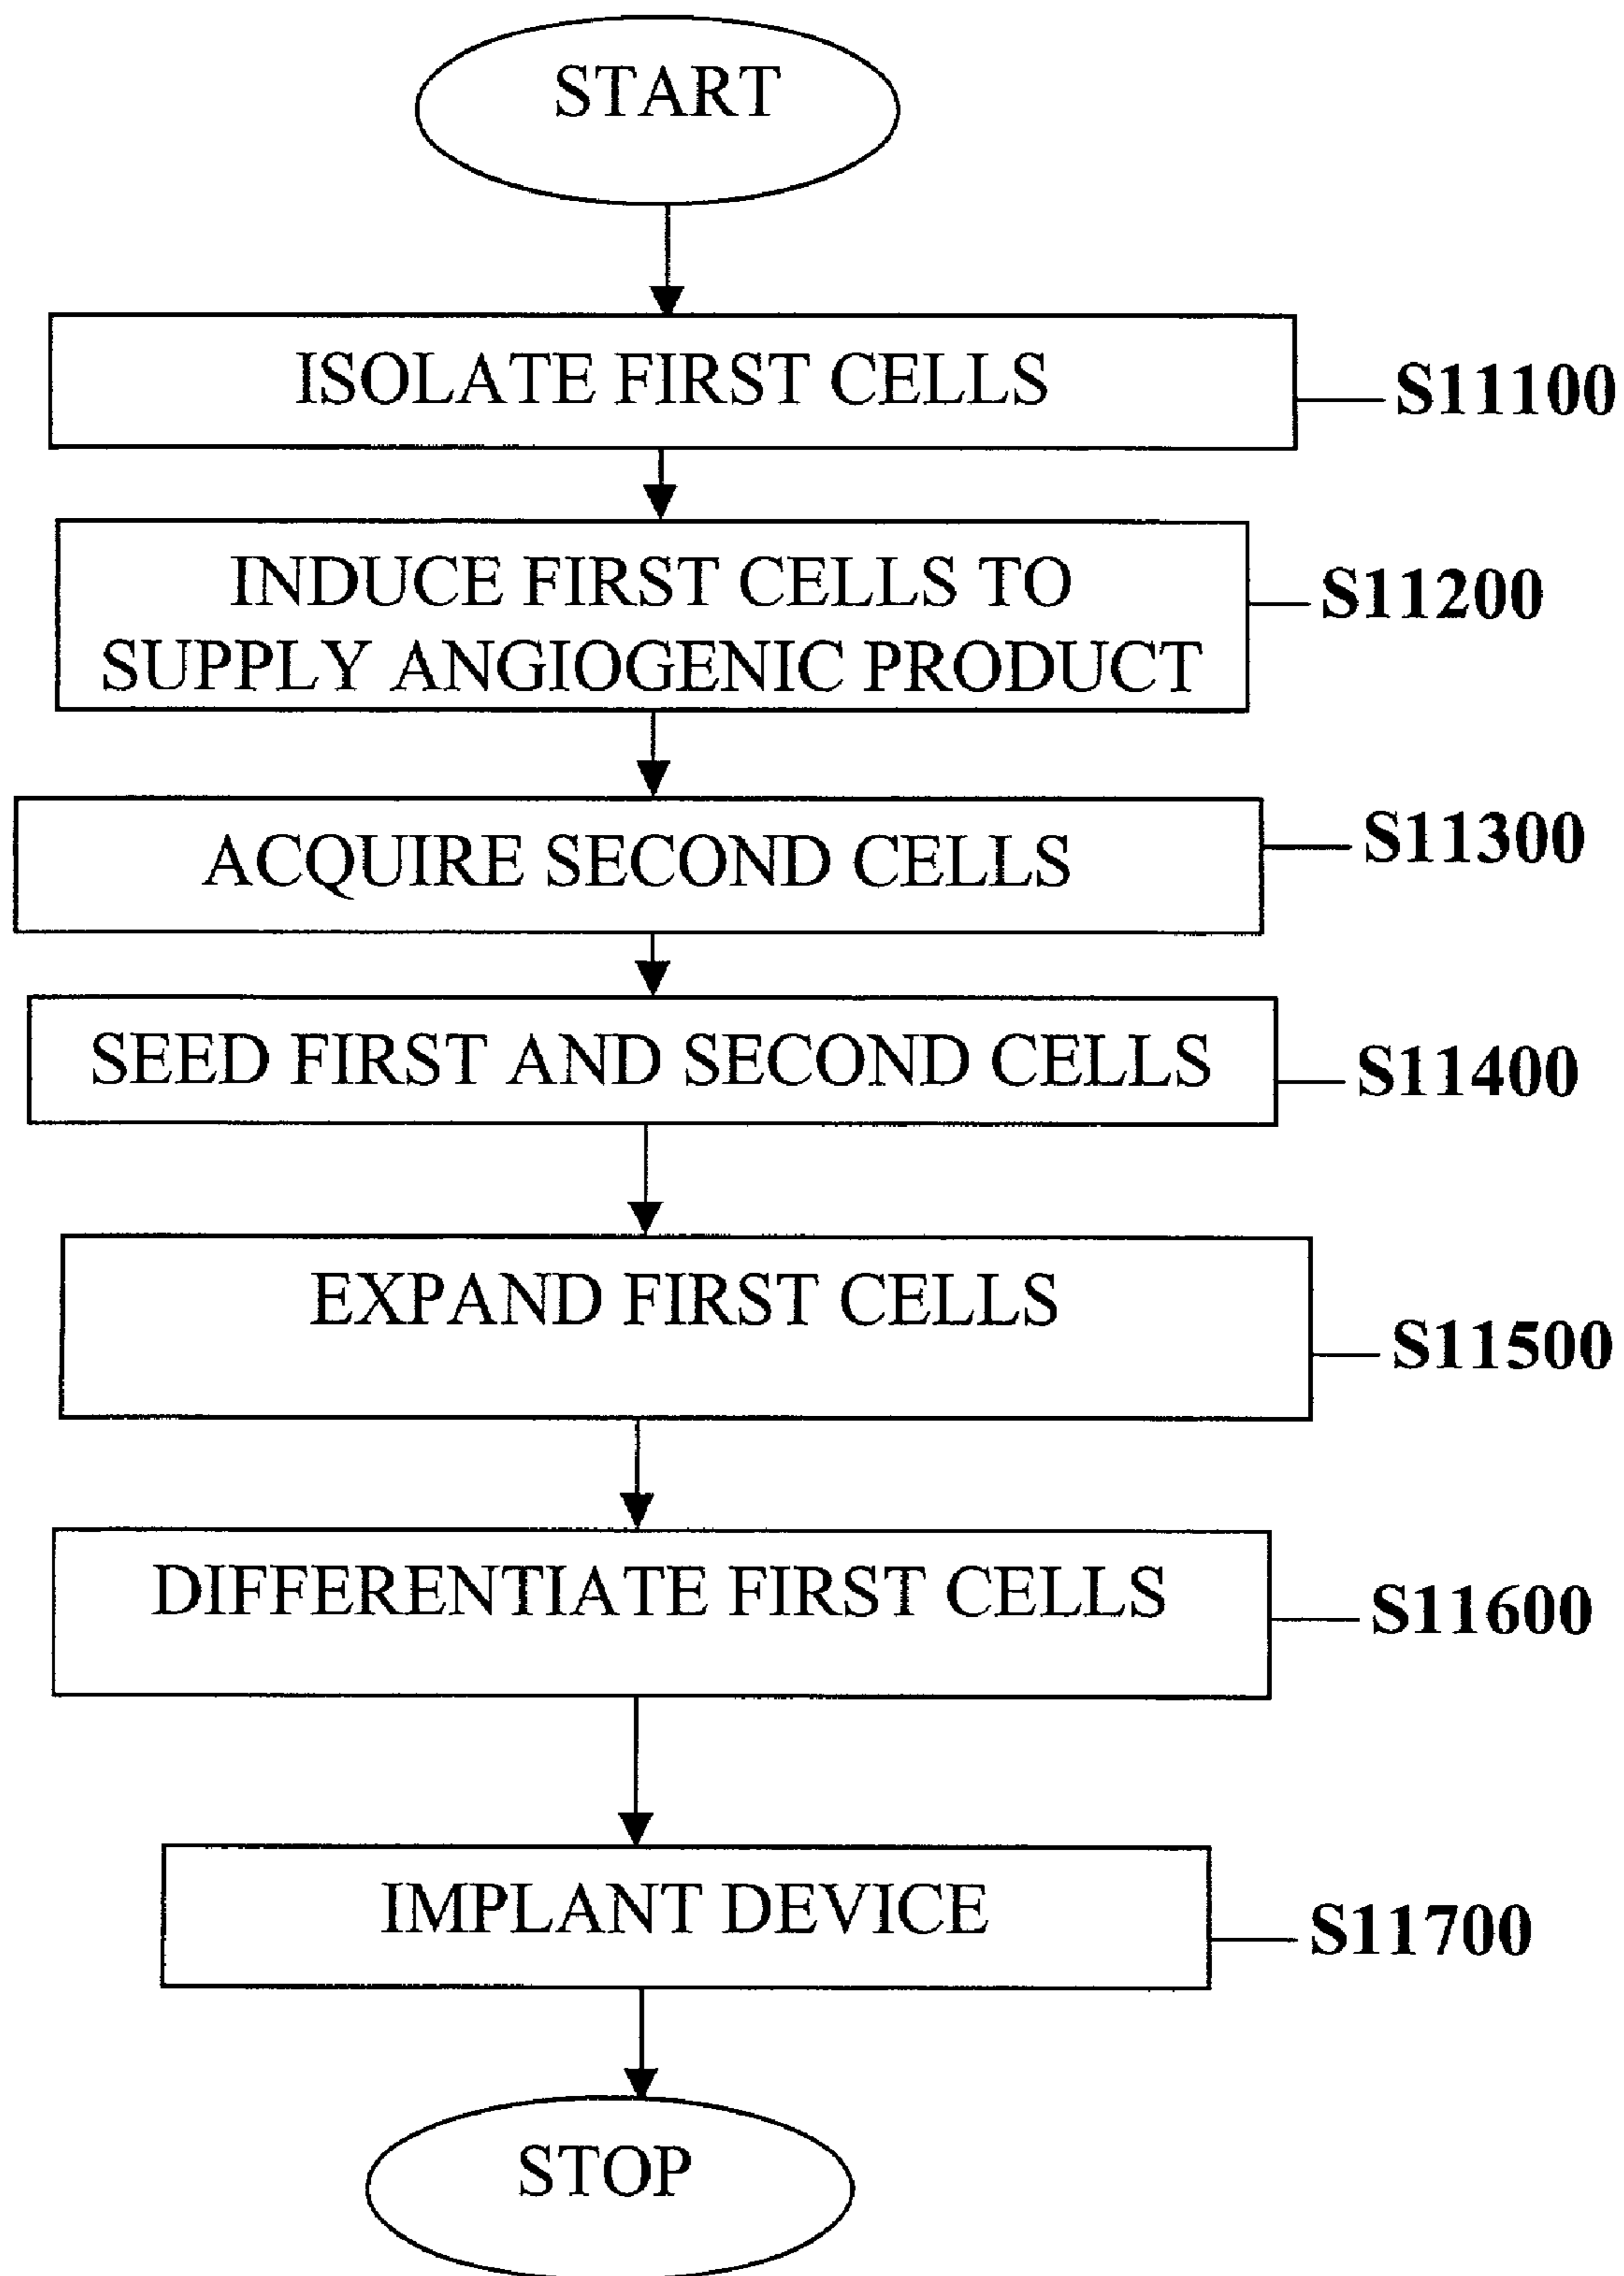 START
ISOLATE FIRST CELLS
S11100
INDUCE FIRST CELLS TO
SUPPLY ANGIOGENIC PRODUCT
S11200
ACQUIRE SECOND CELLS
S11300
SEED FIRST AND SECOND CELLS
S11400
EXPAND FIRST CELLS
S11500
DIFFERENTIATE FIRST CELLS
S11600
IMPLANT DEVICE
S11700
STOP